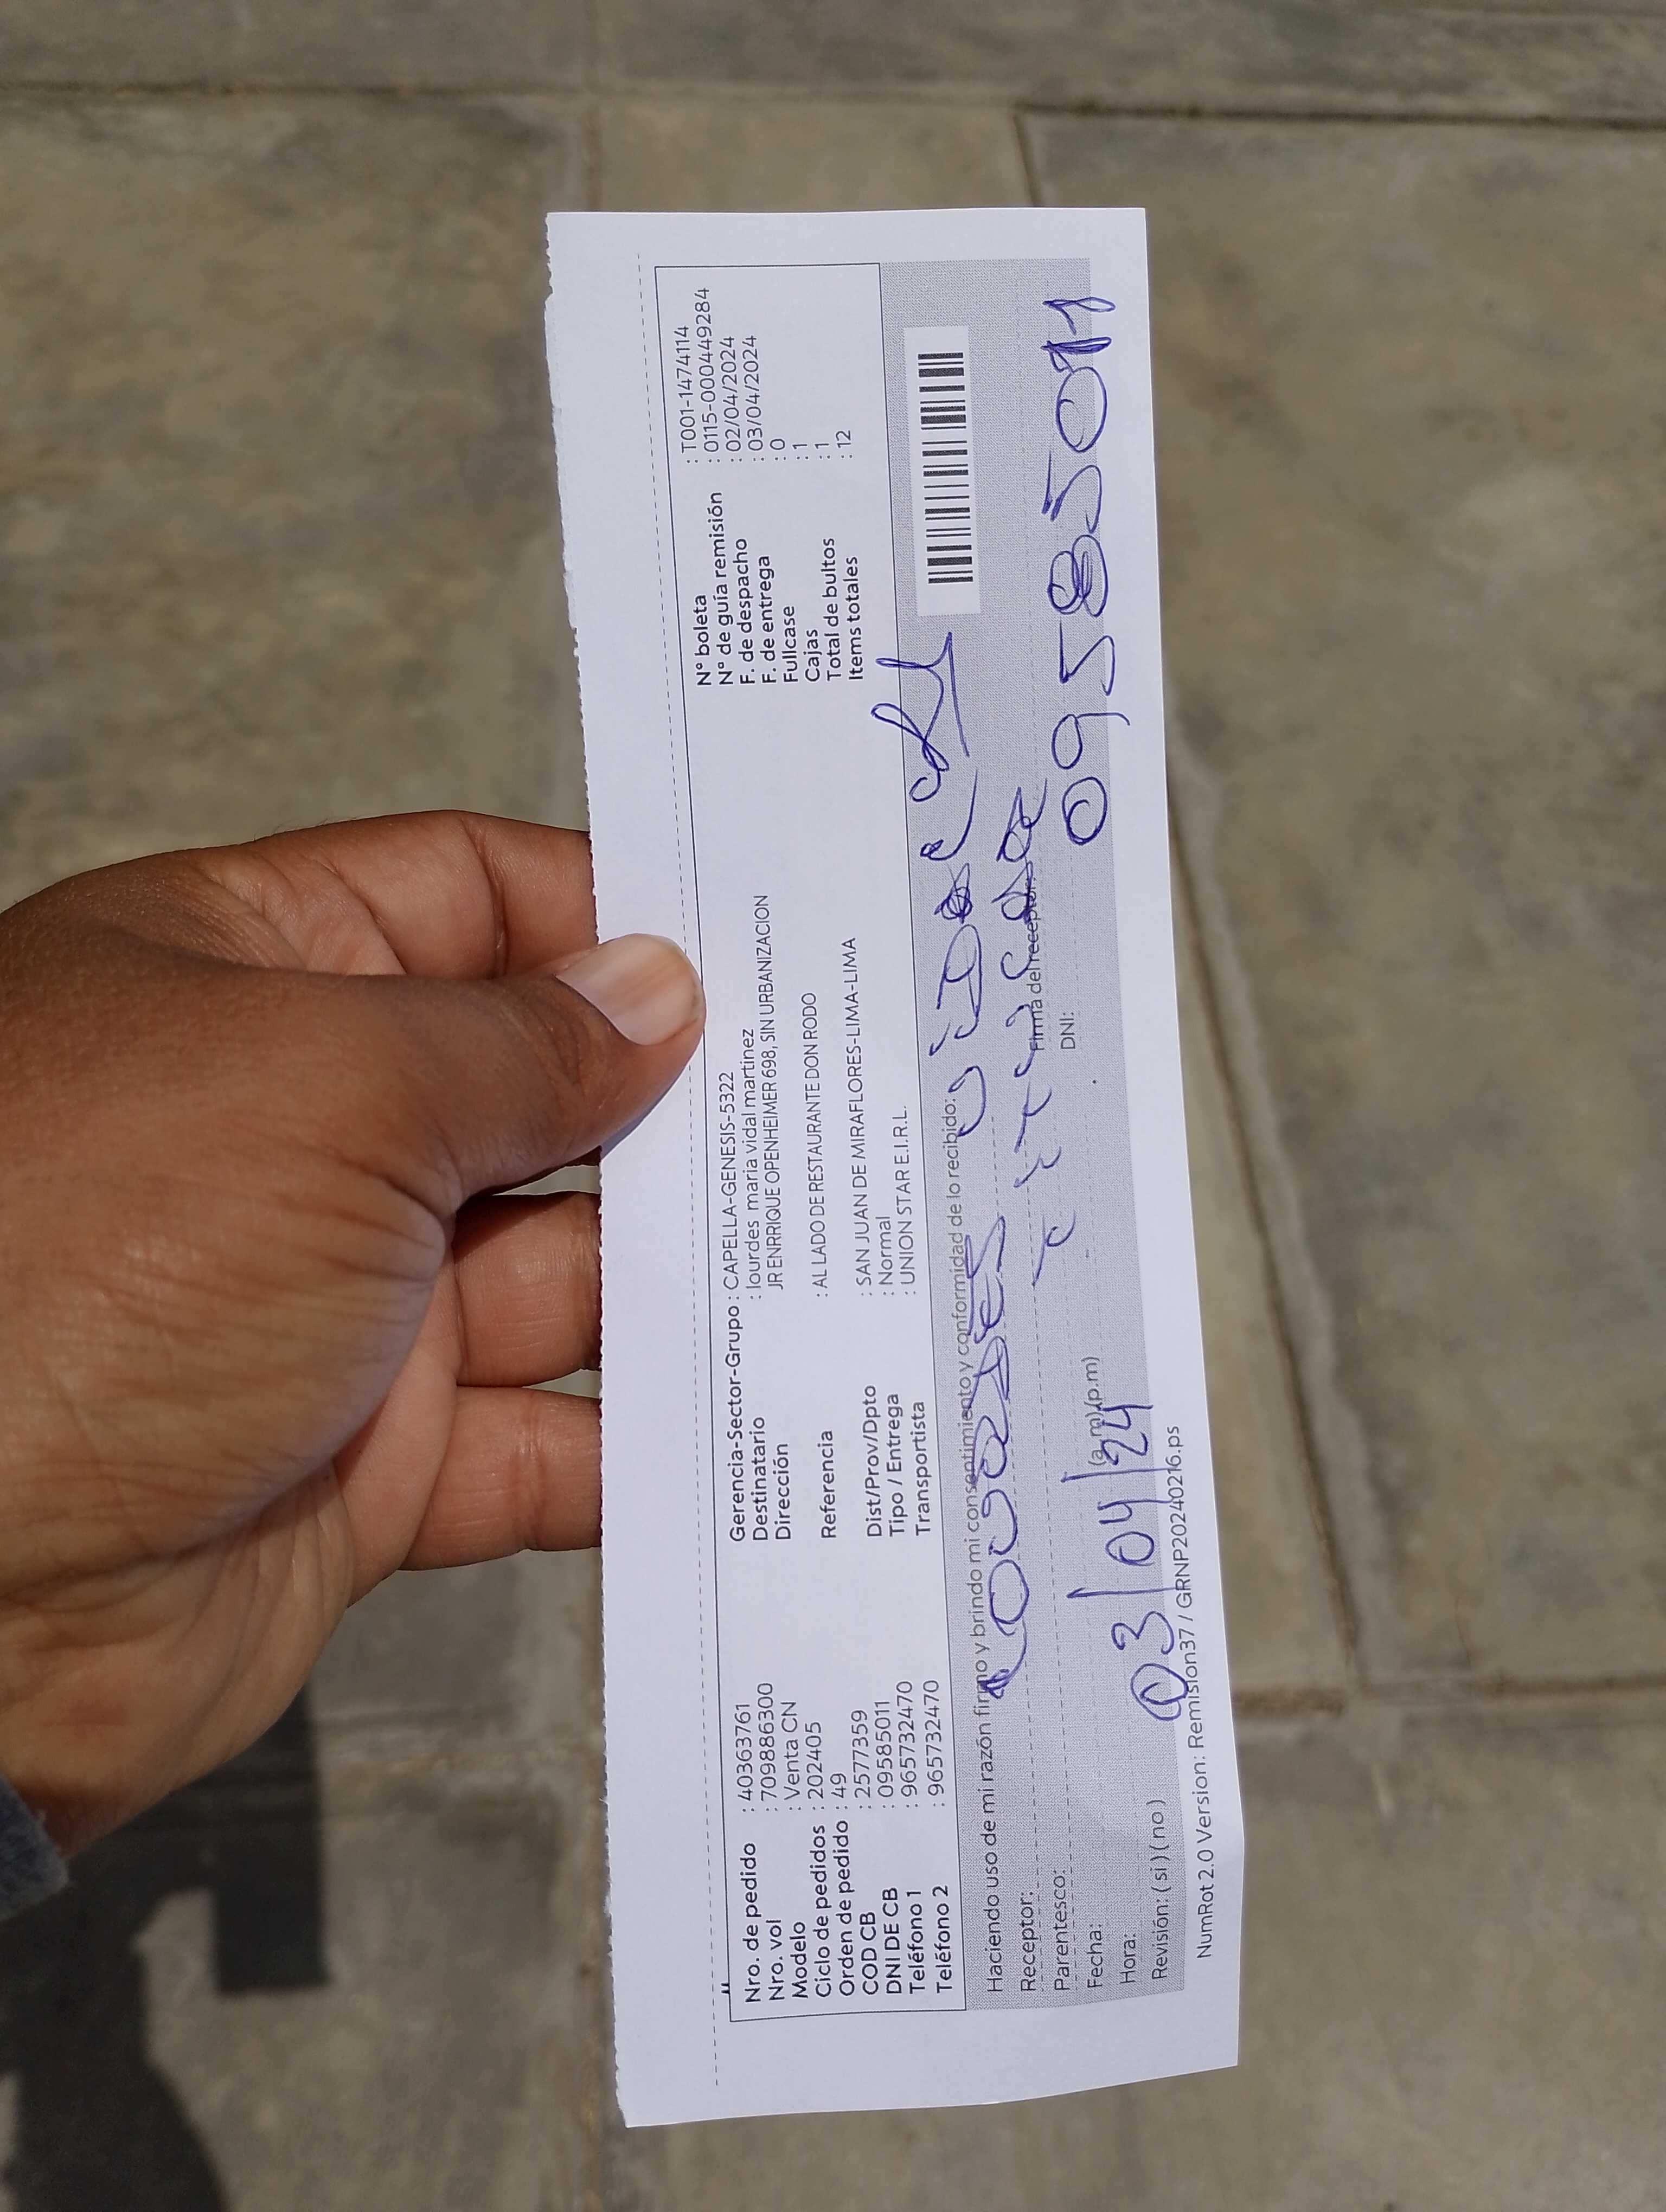 Nro. de pedido : 40363761
Nro. vol : 709886300
Modelo : Venta CN
Ciclo de pedidos : 202405
Orden de pedido : 49
COD CB : 2577359
DNI DE CB : 09585011
Teléfono 1 : 965732470
Teléfono 2 : 965732470
Gerencia-Sector-Grupo : CAPELLA-GENESIS-5322
Destinatario : lourdes maria vidal martinez
Dirección JR ENRRIQUE OPENHEIMER 698, SIN URBANIZACION
Referencia : AL LADO DE RESTAURANTE DON RODO
Dist/Prov/Dpto : SAN JUAN DE MIRAFLORES-LIMA-LIMA
Tipo / Entrega : Normal
Transportista : UNION STAR E.I.R.L.
N° boleta : T001-1474114
N° de guía remisión : 0115-0004449284
F. de despacho : 02/04/2024
F. de entrega : 03/04/2024
Fullcase : 0
Cajas : 1
Total de bultos : 1
Items totales : 12
Haciendo uso de mi razón firmo y brindo mi consentimiento y conformidad de lo recibido:
Receptor:
Parentesco:
Firma del receptor:
Fecha:
DNI: 09585011
Hora: (a.m) (p.m)
03/04/24
Revisión: ( si ) ( no )
NumRot 2.0 Version: Remision37 / GRNP20240216.ps